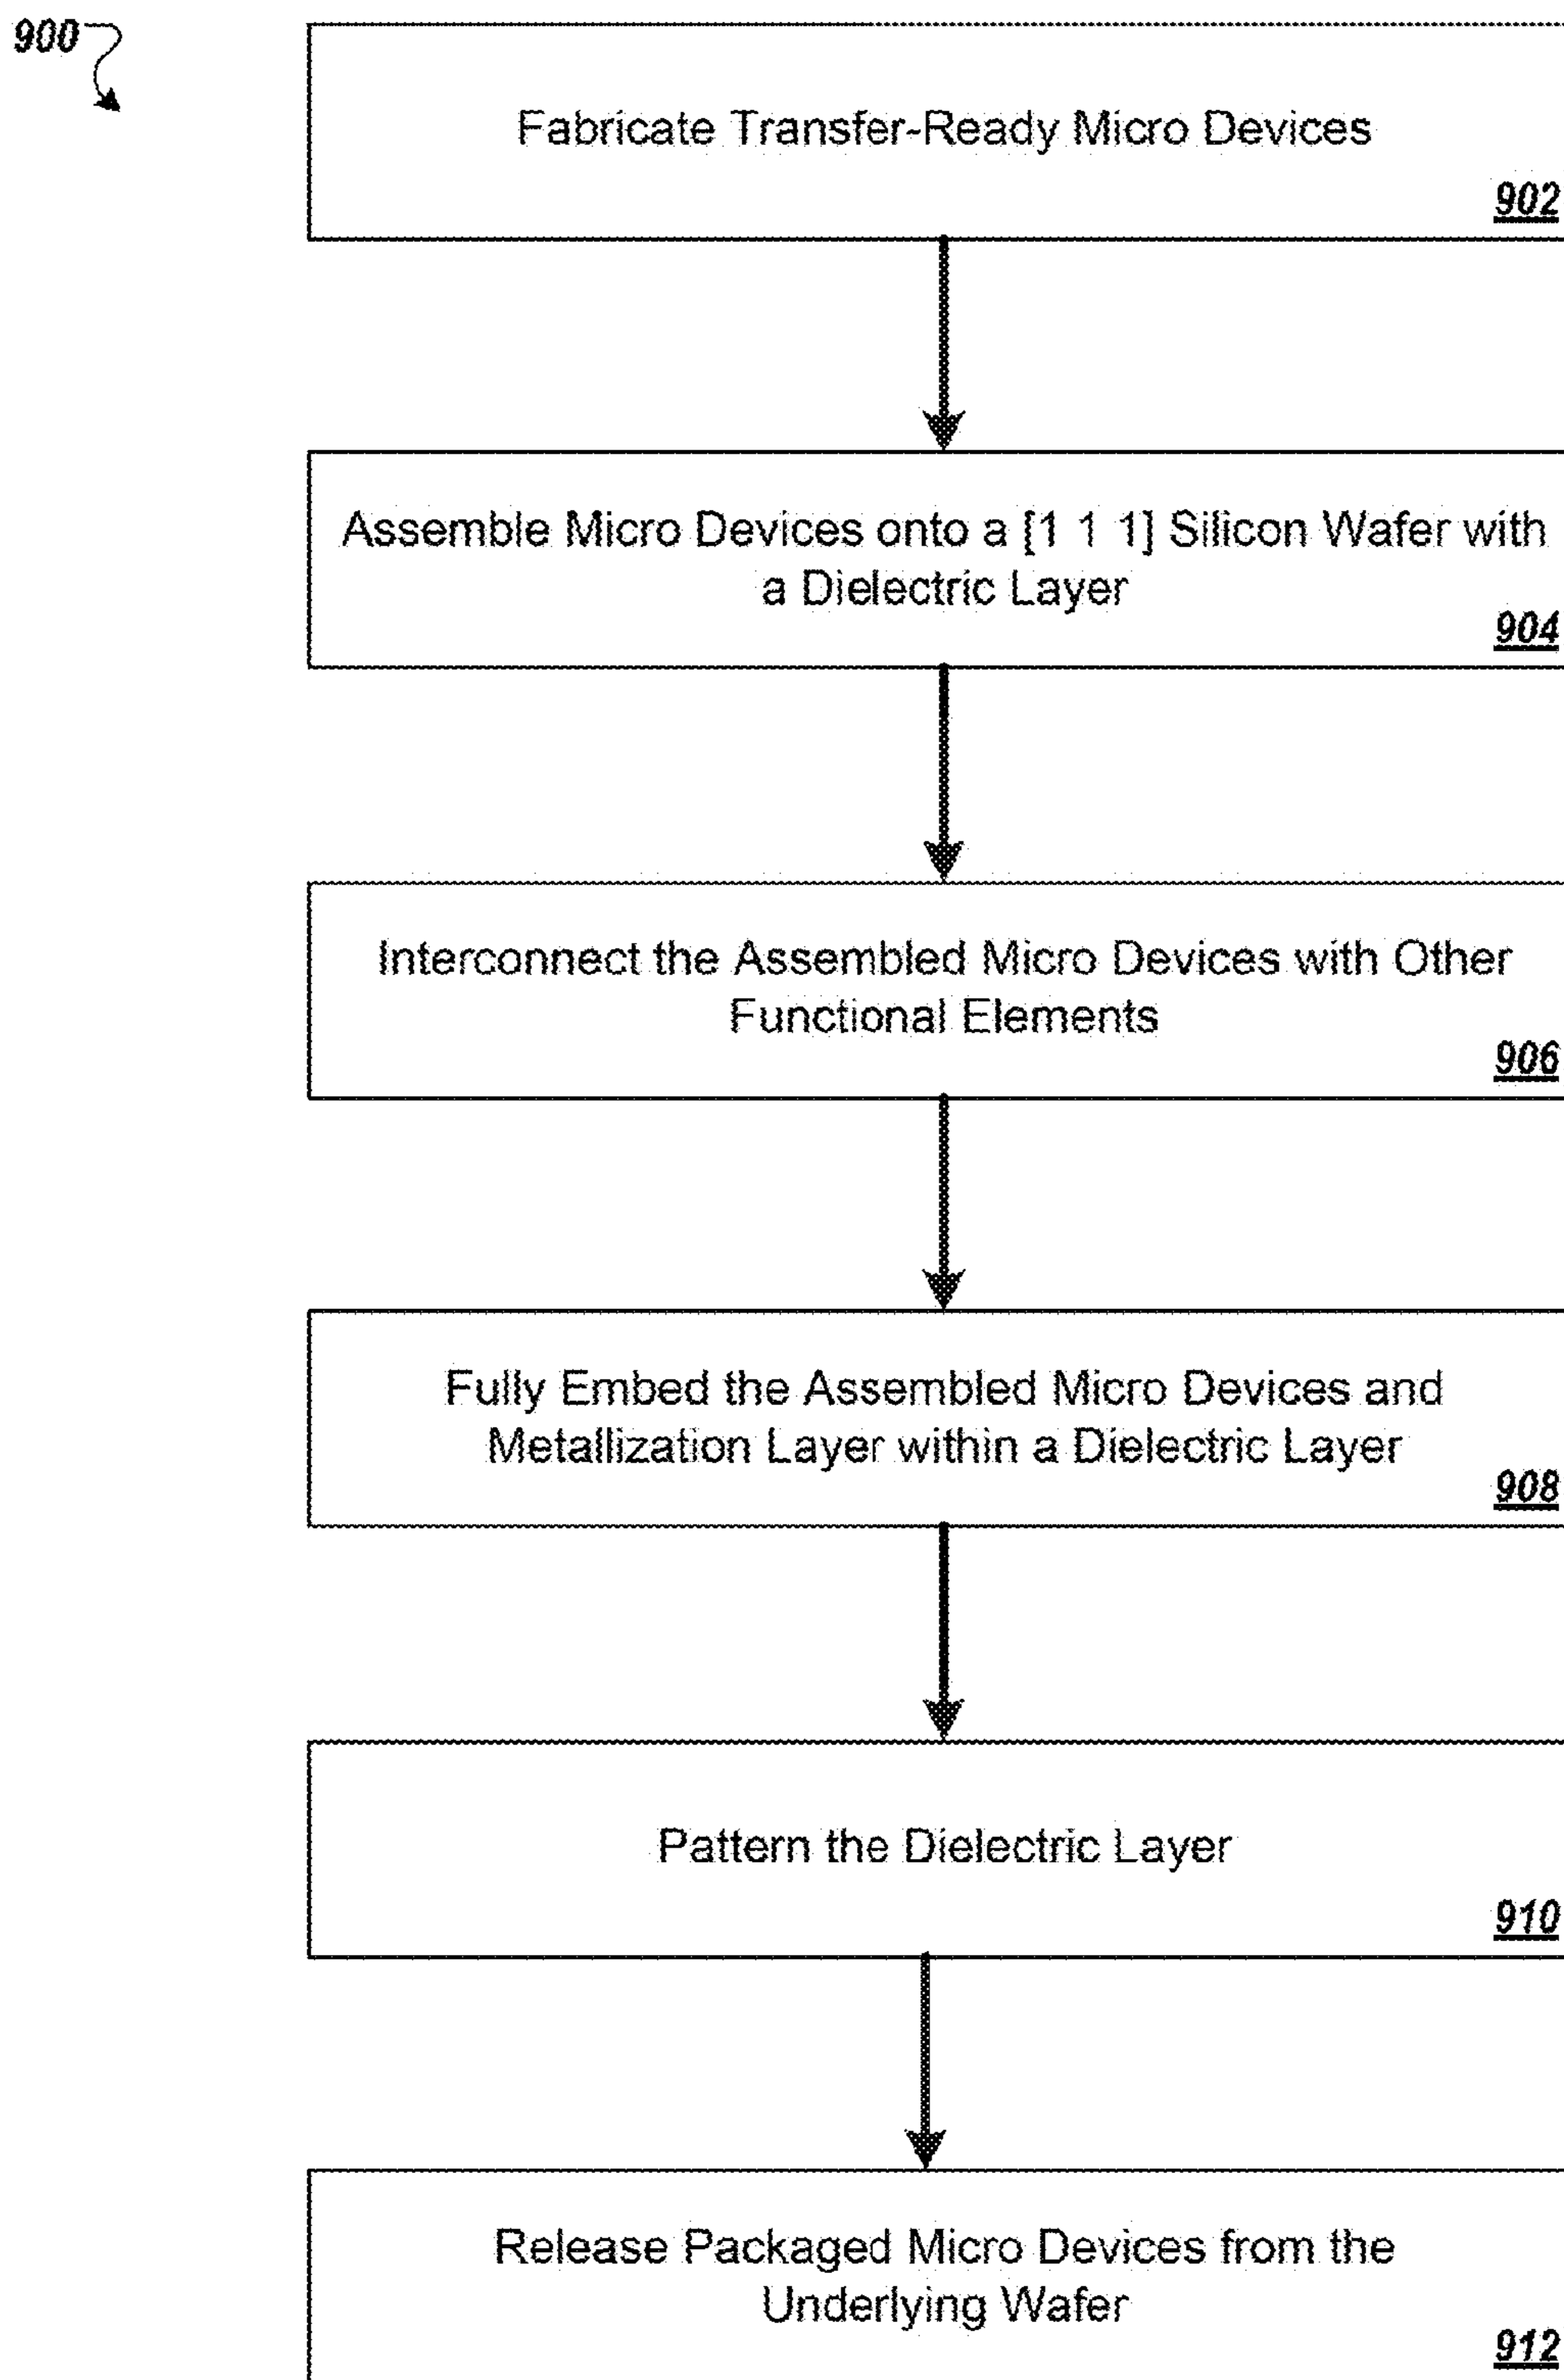 900
Fabricate Transfer-Ready Micro Devices
902
Assemble Micro Devices onto a [1 1 1] Silicon Wafer with
a Dielectric Layer
904
Interconnect the Assembled Micro Devices with Other
Functional Elements
906
Fully Embed the Assembled Micro Devices and
Metallization Layer within a Dielectric Layer
908
Pattern the Dielectric Layer
910
Release Packaged Micro Devices from the
Underlying Wafer
912